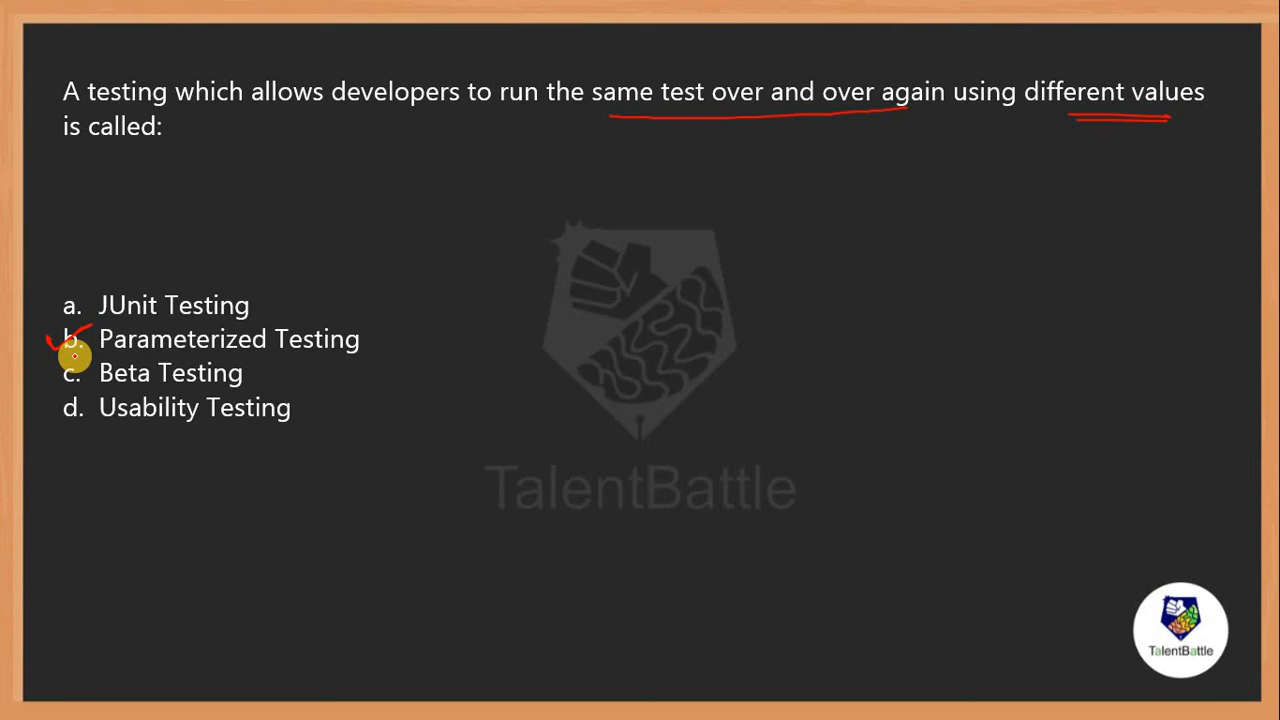 A testing which allows developers to run the same test over and over again using different values
is called:
a. JUnit Testing
b. Parameterized Testing
c. Beta Testing
d. Usability Testing
TalentBattle
TalentBattle